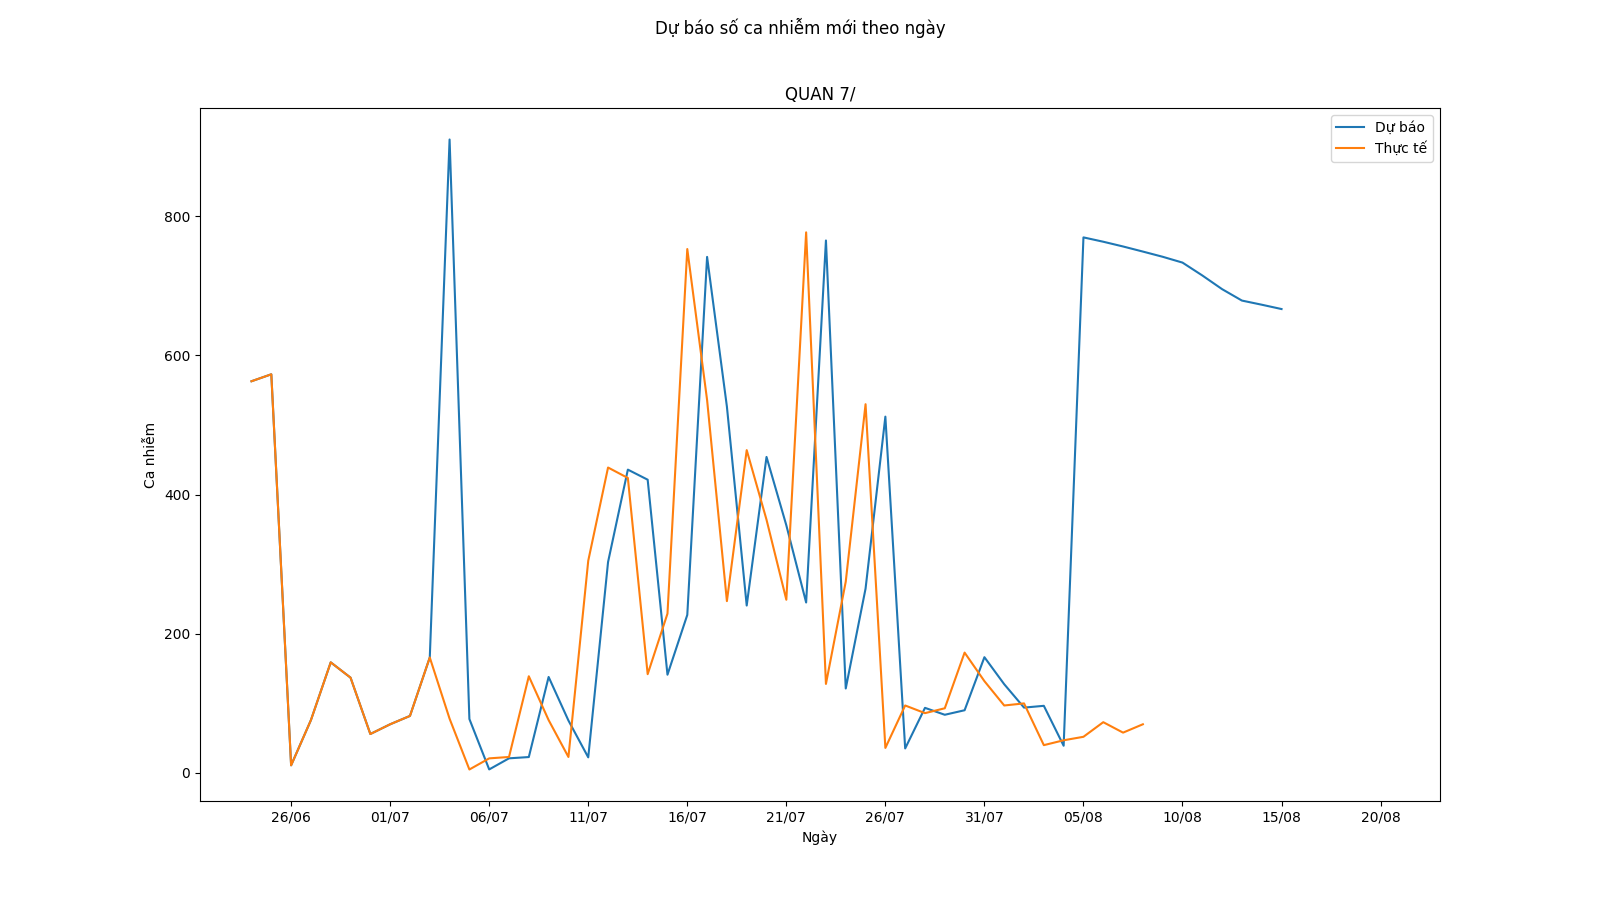 Dự báo số ca nhiễm mới theo ngày
QUAN 7/
Dự báo
Thực tế
800
600
400
200
0
Ca nhiễm
26/06 01/07 06/07 11/07 16/07 21/07 26/07 31/07 05/08 10/08 15/08 20/08
Ngày